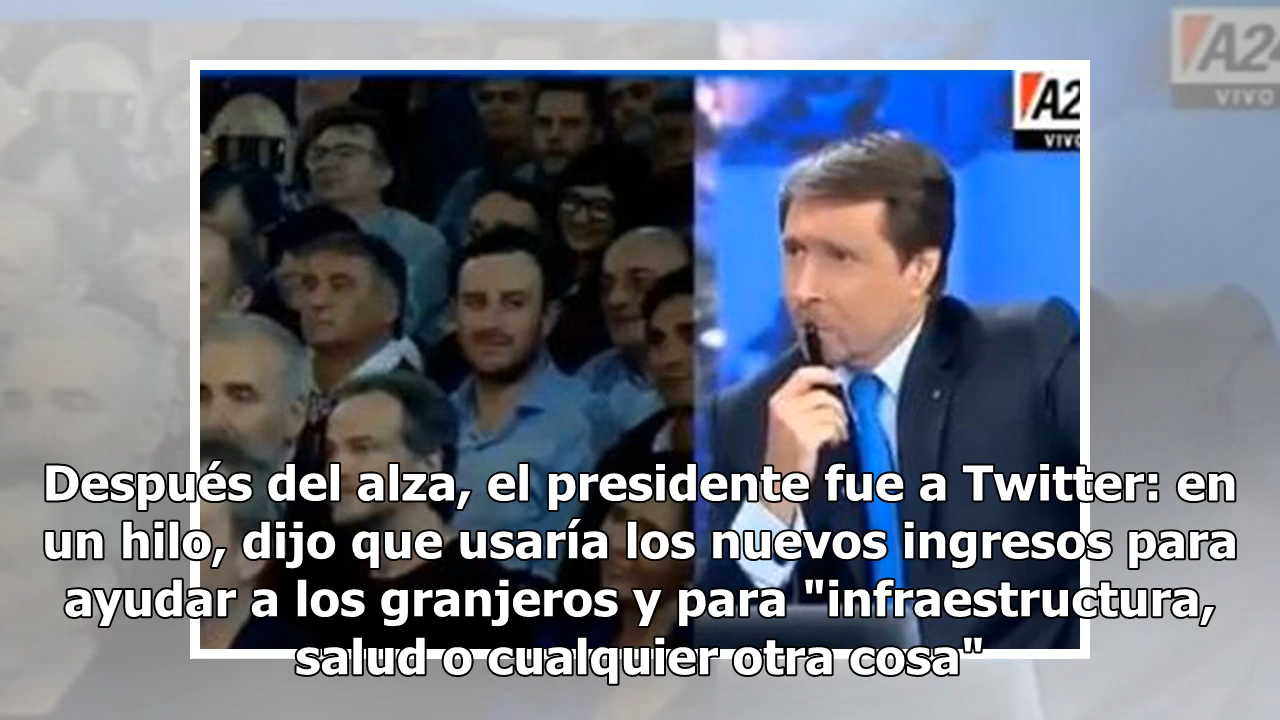 A24
VIVO
A2
VIVO
Después del alza, el presidente fue a Twitter: en
un hilo, dijo que usaría los nuevos ingresos para
ayudar a los granjeros y para "infraestructura,
salud o cualquier otra cosa"